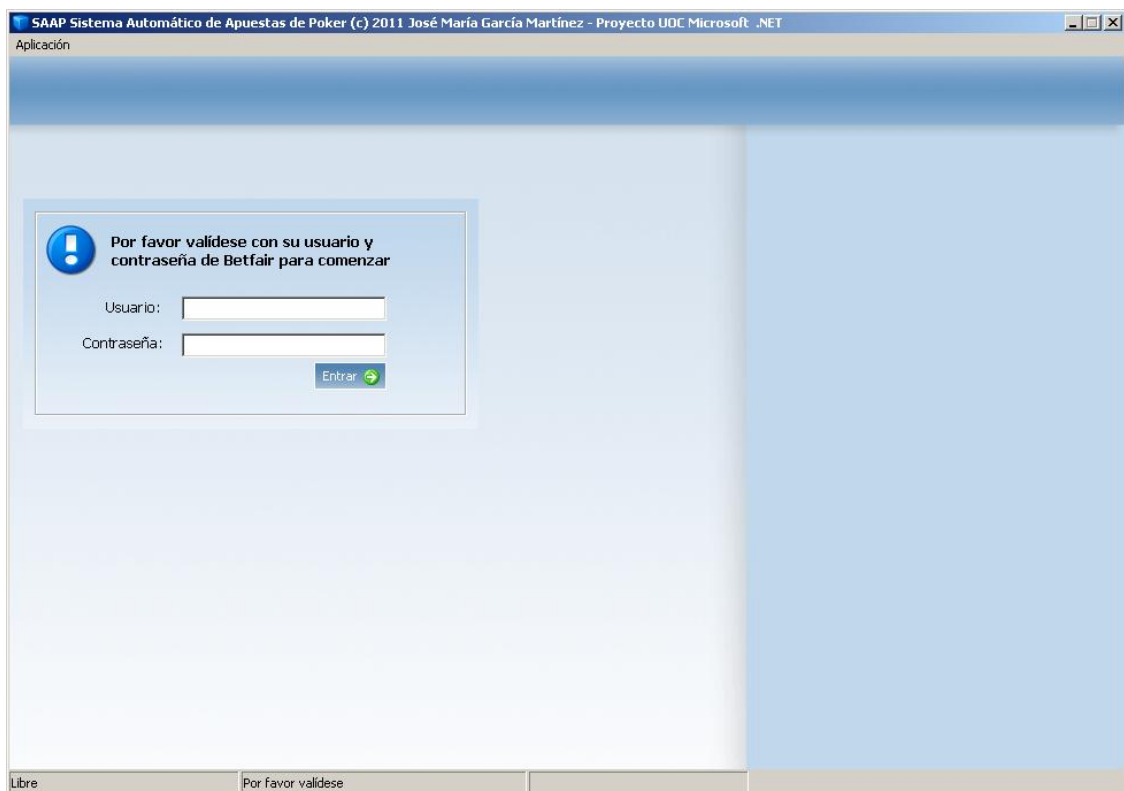 SAAP Sistema Automático de Apuestas de Poker (c) 2011 José María García Martínez - Proyecto UOC Microsoft .NET
Aplicación
Por favor valídese con su usuario y
contraseña de Betfair para comenzar
Usuario:
Contraseña:
Entrar
Libre
Por favor valídese